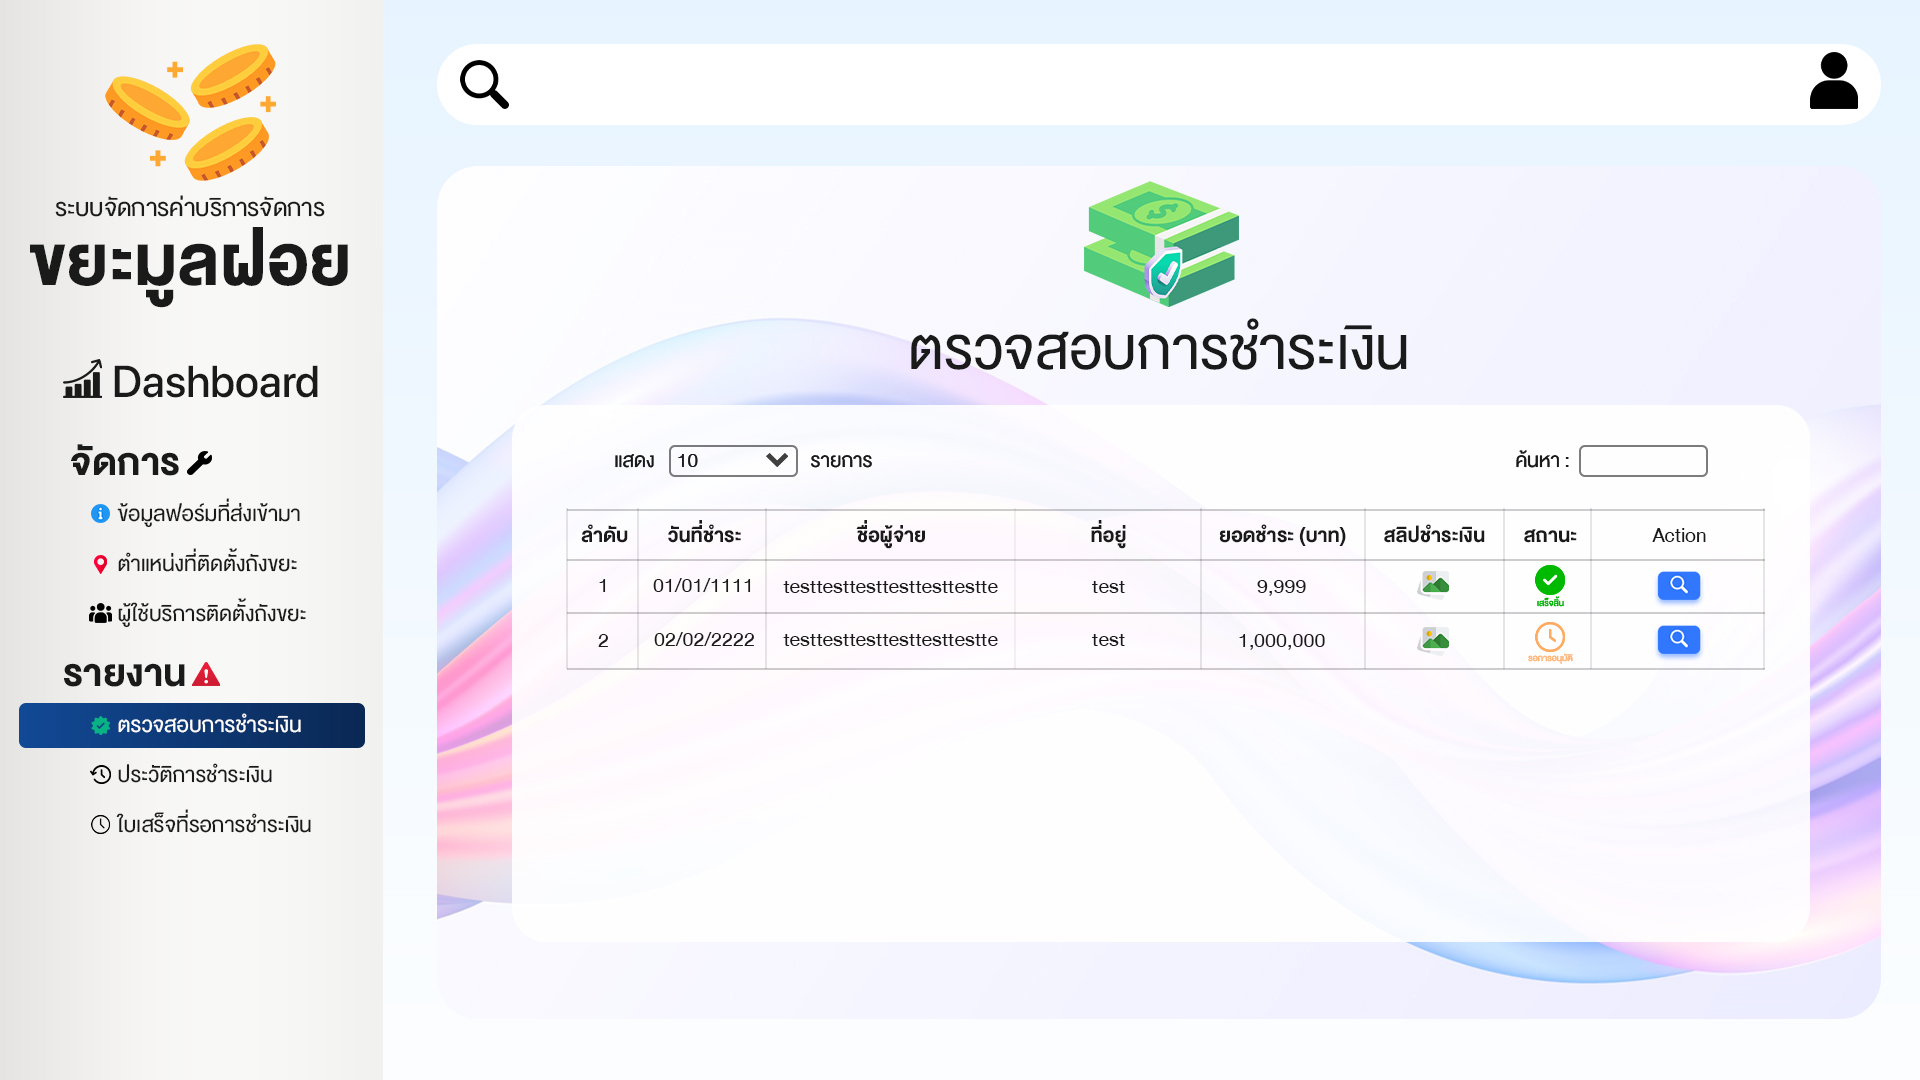 ระบบจัดการค่าบริการจัดการ
ขยะมูลฝอย
Dashboard
จัดการ
ข้อมูลฟอร์มที่ส่งเข้ามา
ตำแหน่งที่ติดตั้งถังขยะ
ผู้ใช้บริการติดตั้งถังขยะ
รายงาน
ตรวจสอบการชำระเงิน
ประวัติการชำระเงิน
ใบเสร็จที่รอการชำระเงิน
ตรวจสอบการชำระเงิน
แสดง 10 รายการ ค้นหา :
ลำดับ วันที่ชำระ ชื่อผู้จ่าย ที่อยู่ ยอดชำระ (บาท) สลิปชำระเงิน สถานะ Action
1 01/01/1111 testtesttesttesttesttestte test 9,999 เสร็จสิ้น
2 02/02/2222 testtesttesttesttesttestte test 1,000,000 รอการอนุมัติ